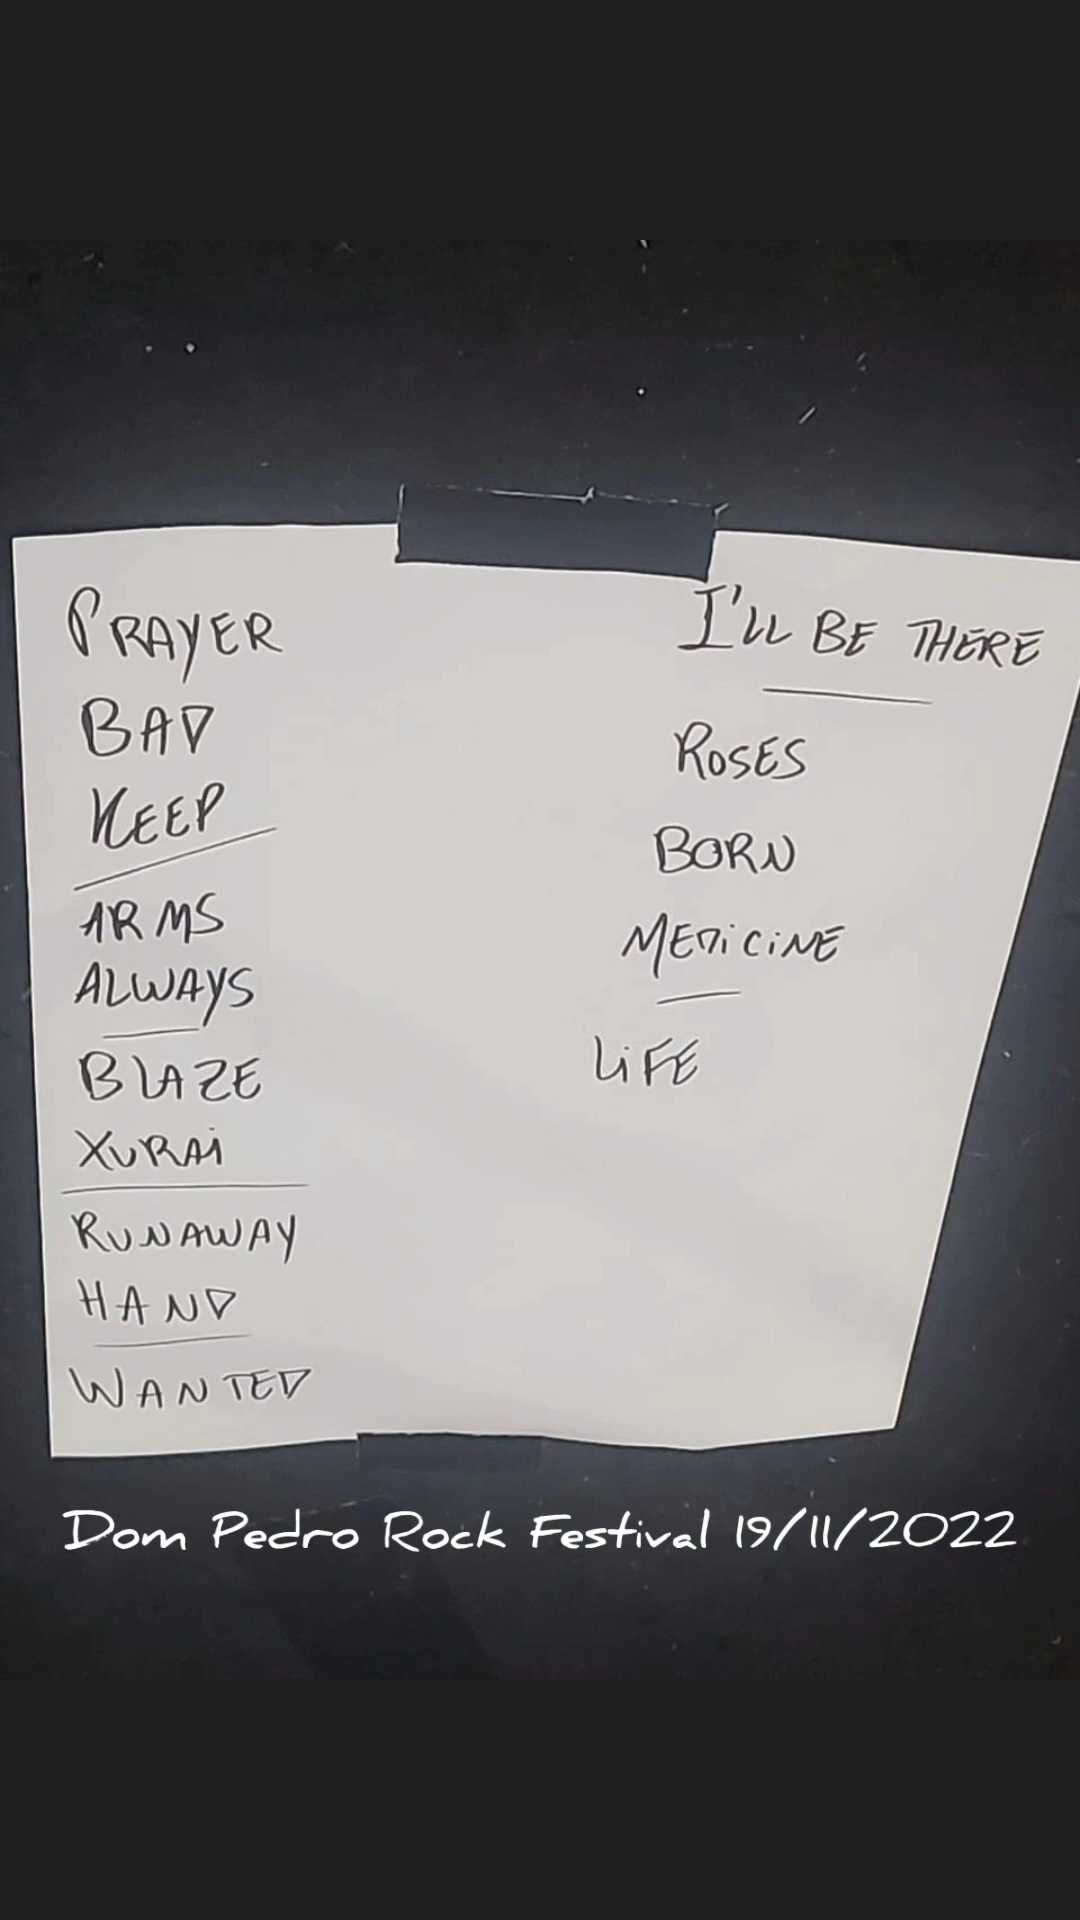 PRAYER
BAD
KEEP
ARMS
ALWAYS
BLAZE
XURAi
RUNAWAY
HAND
WANTED
I'LL BE THERE
ROSES
BORN
MEDiCiNE
LiFE
Dom Pedro Rock Festival 19/11/2022